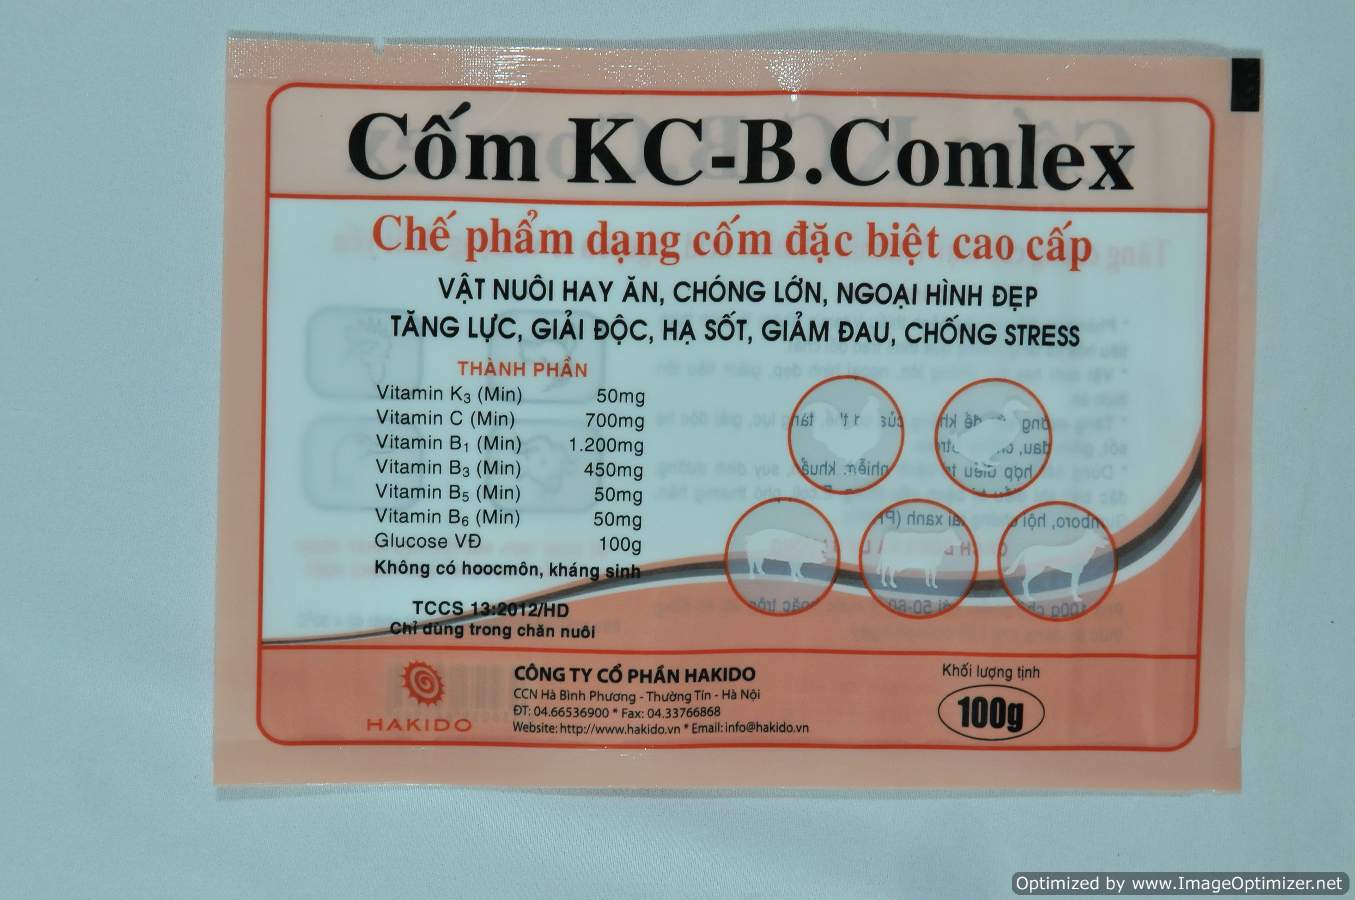 Cốm KC-B.Comlex
Chế phẩm dạng cốm đặc biệt cao cấp
VẬT NUÔI HAY ĂN, CHÓNG LỚN, NGOẠI HÌNH ĐẸP
TĂNG LỰC, GIẢI ĐỘC, HẠ SỐT, GIẢM ĐAU, CHỐNG STRESS
THÀNH PHẦN
Vitamin K3 (Min) 50mg
Vitamin C (Min) 700mg
Vitamin B1 (Min) 1.200mg
Vitamin B3 (Min) 450mg
Vitamin B5 (Min) 50mg
Vitamin B6 (Min) 50mg
Glucose VĐ 100g
Không có hoocmôn, kháng sinh
TCCS 13:2012/HD
Chỉ dùng trong chăn nuôi
HAKIDO
CÔNG TY CỔ PHẦN HAKIDO
CCN Hà Bình Phương - Thường Tín - Hà Nội
ĐT: 04.66536900 * Fax: 04.33766868
Website: http://www.hakido.vn * Email: info@hakido.vn
Khối lượng tịnh
100g
Optimized by www.ImageOptimizer.net